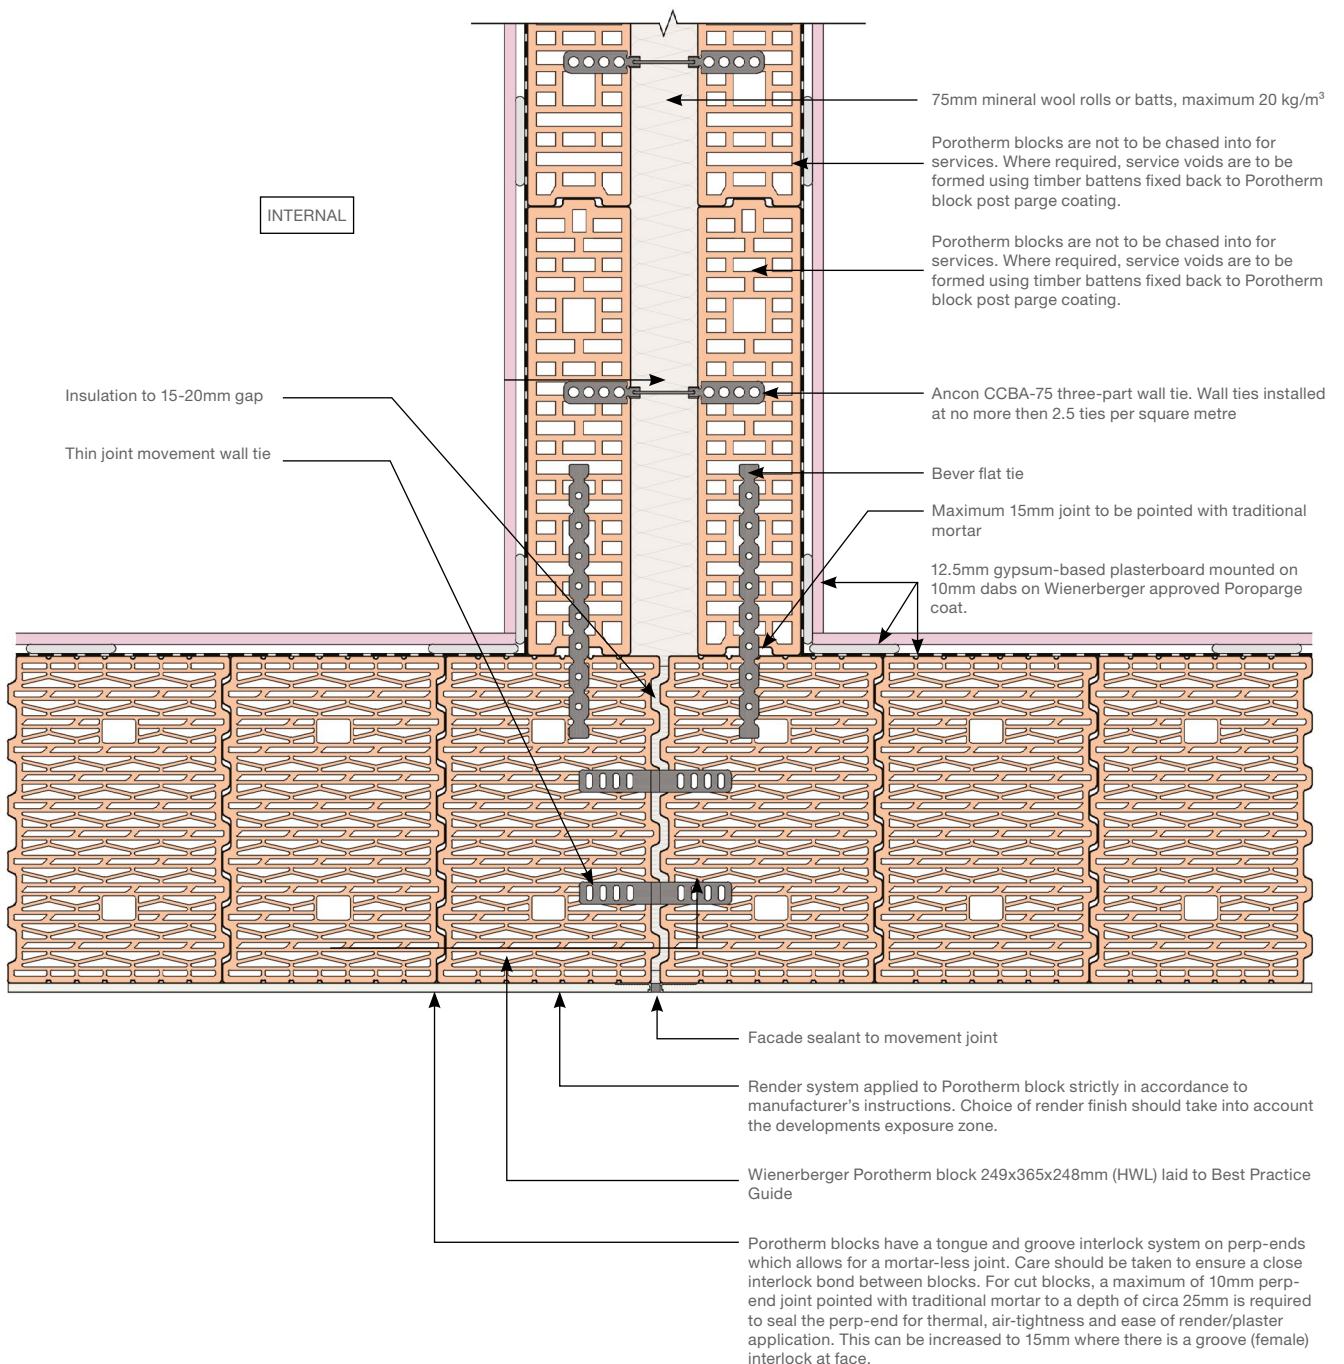 75mm mineral wool rolls or batts, maximum 20 kg/m³
Porotherm blocks are not to be chased into for
services. Where required, service voids are to be
formed using timber battens fixed back to Porotherm
block post parge coating.
INTERNAL
Porotherm blocks are not to be chased into for
services. Where required, service voids are to be
formed using timber battens fixed back to Porotherm
block post parge coating.
Insulation to 15-20mm gap
Ancon CCBA-75 three-part wall tie. Wall ties installed
at no more then 2.5 ties per square metre
Thin joint movement wall tie
Bever flat tie
Maximum 15mm joint to be pointed with traditional
mortar
12.5mm gypsum-based plasterboard mounted on
10mm dabs on Wienerberger approved Poroparge
coat.
Facade sealant to movement joint
Render system applied to Porotherm block strictly in accordance to
manufacturer's instructions. Choice of render finish should take into account
the developments exposure zone.
Wienerberger Porotherm block 249x365x248mm (HWL) laid to Best Practice
Guide
Porotherm blocks have a tongue and groove interlock system on perp-ends
which allows for a mortar-less joint. Care should be taken to ensure a close
interlock bond between blocks. For cut blocks, a maximum of 10mm perp-
end joint pointed with traditional mortar to a depth of circa 25mm is required
to seal the perp-end for thermal, air-tightness and ease of render/plaster
application. This can be increased to 15mm where there is a groove (female)
interlock at face.